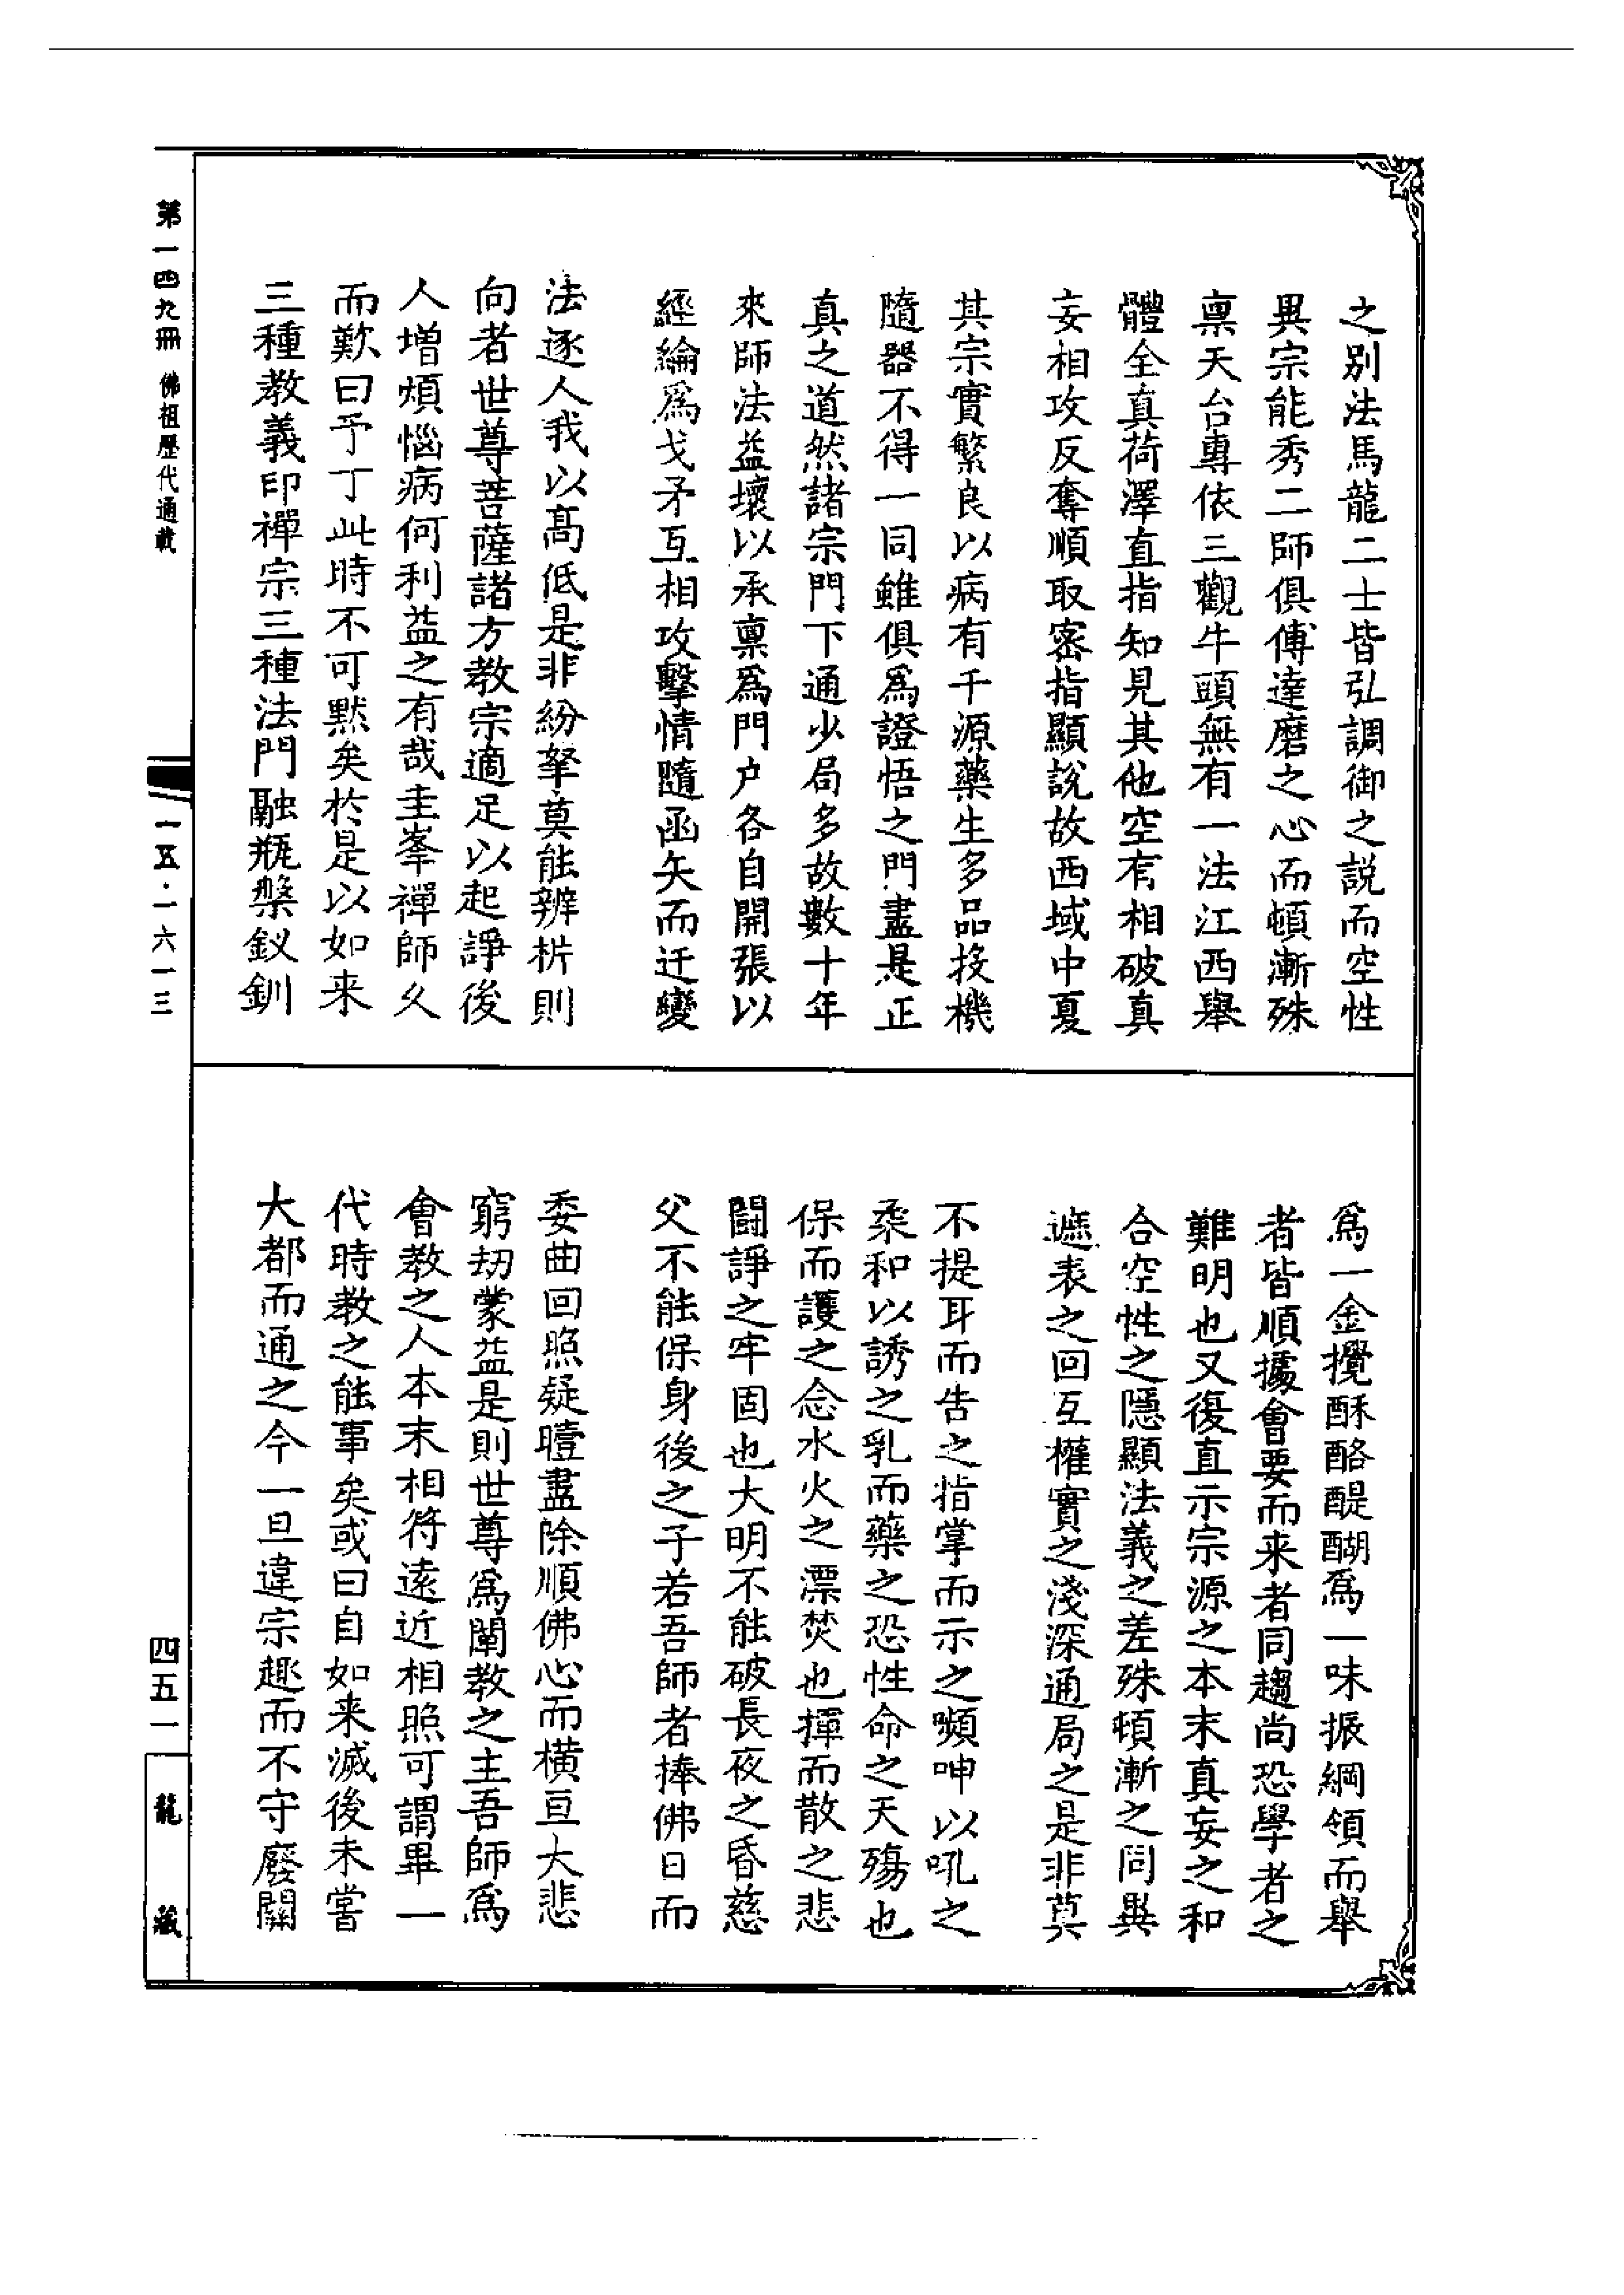 之別法馬龍二士皆弘調御之説而空性
異宗能秀二師俱傳達磨之心而頓漸殊
禀天台專依三觀牛頭無有一法江西舉
體全真荷澤直指知見其他空有相破真
妄相攻反奪順取密指顯說故西域中夏
其宗實繁良以病有千源藥生多品投機
隨器不得一同雖俱爲證悟之門盡是正
真之道然諸宗門下通少局多故數十年
來師法益壞以承禀爲門户各自開張以
經綸爲戈矛互相攻擊情隨函矢而迁變
法逐人我以髙低是非紛拏莫能辨析則
向者世尊菩薩諸方教宗適足以起諍後
人增煩惱病何利益之有哉圭峯禪師久
而歎曰予丁此時不可默矣於是以如来
三種教義印禪宗三種法門融瓶槃釵釧
爲一金攪酥酪醍醐爲一味振綱領而舉
者皆順據會要而来者同趨尚恐學者之
難明也又復直示宗源之本末真妄之和
合空性之隱顯法義之差殊頓漸之同異
遮表之回互權實之淺深通局之是非莫
不提耳而告之指掌而示之嚬呻以吼之
柔和以誘之乳而藥之恐性命之夭殤也
保而護之念水火之漂焚也揮而散之悲
鬪諍之牢固也大明不能破長夜之昏慈
父不能保身後之子若吾師者捧佛日而
委曲回照疑曀盡除順佛心而横亘大悲
窮劫蒙益是則世尊爲闡教之主吾師爲
會教之人本末相符遠近相照可謂畢一
代時教之能事矣或曰自如来滅後未嘗
大都而通之今一旦違宗趣而不守廢關
第一四九冊 佛祖歷代通載
一五·一六一三
四五一
龍藏